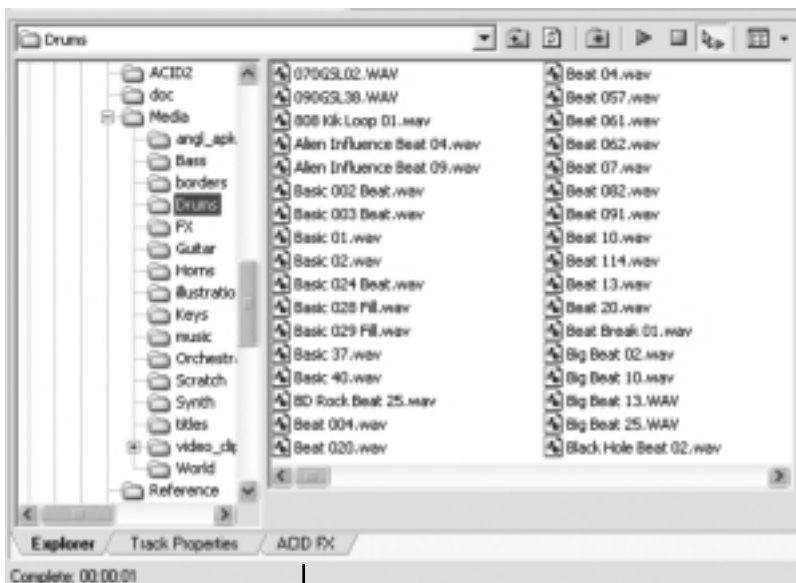 Drums
ACID2
doc
Media
angl_apk
Bass
borders
Drums
FX
Guitar
Horns
illustratio
Keys
music
Orchestr
Scratch
Synth
titles
video_clip
World
Reference
070GSL02.WAV
090GSL38.WAV
808 Kik Loop 01.wav
Alien Influence Beat 04.wav
Alien Influence Beat 09.wav
Basic 002 Beat.wav
Basic 003 Beat.wav
Basic 01.wav
Basic 02.wav
Basic 024 Beat.wav
Basic 028 Fill.wav
Basic 029 Fill.wav
Basic 37.wav
Basic 40.wav
BD Rock Beat 25.wav
Beat 004.wav
Beat 020.wav
Beat 04.wav
Beat 057.wav
Beat 061.wav
Beat 062.wav
Beat 07.wav
Beat 082.wav
Beat 091.wav
Beat 10.wav
Beat 114.wav
Beat 13.wav
Beat 20.wav
Beat Break 01.wav
Big Beat 02.wav
Big Beat 10.wav
Big Beat 13.WAV
Big Beat 25.WAV
Black Hole Beat 02.wav
Explorer
Track Properties
ADD FX
Complete: 00:00:01